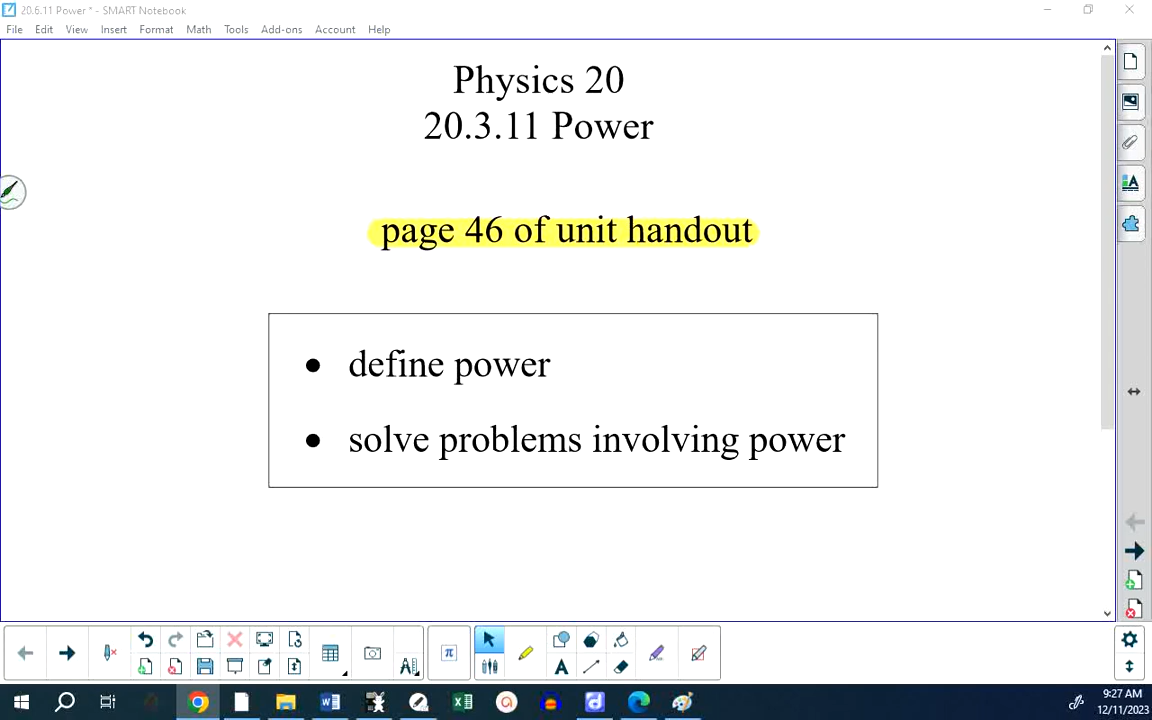 20.6.11 Power * - SMART Notebook
File Edit View Insert Format Math Tools Add-ons Account Help
Physics 20
20.3.11 Power
page 46 of unit handout
• define power
• solve problems involving power
9:27 AM
12/11/2023